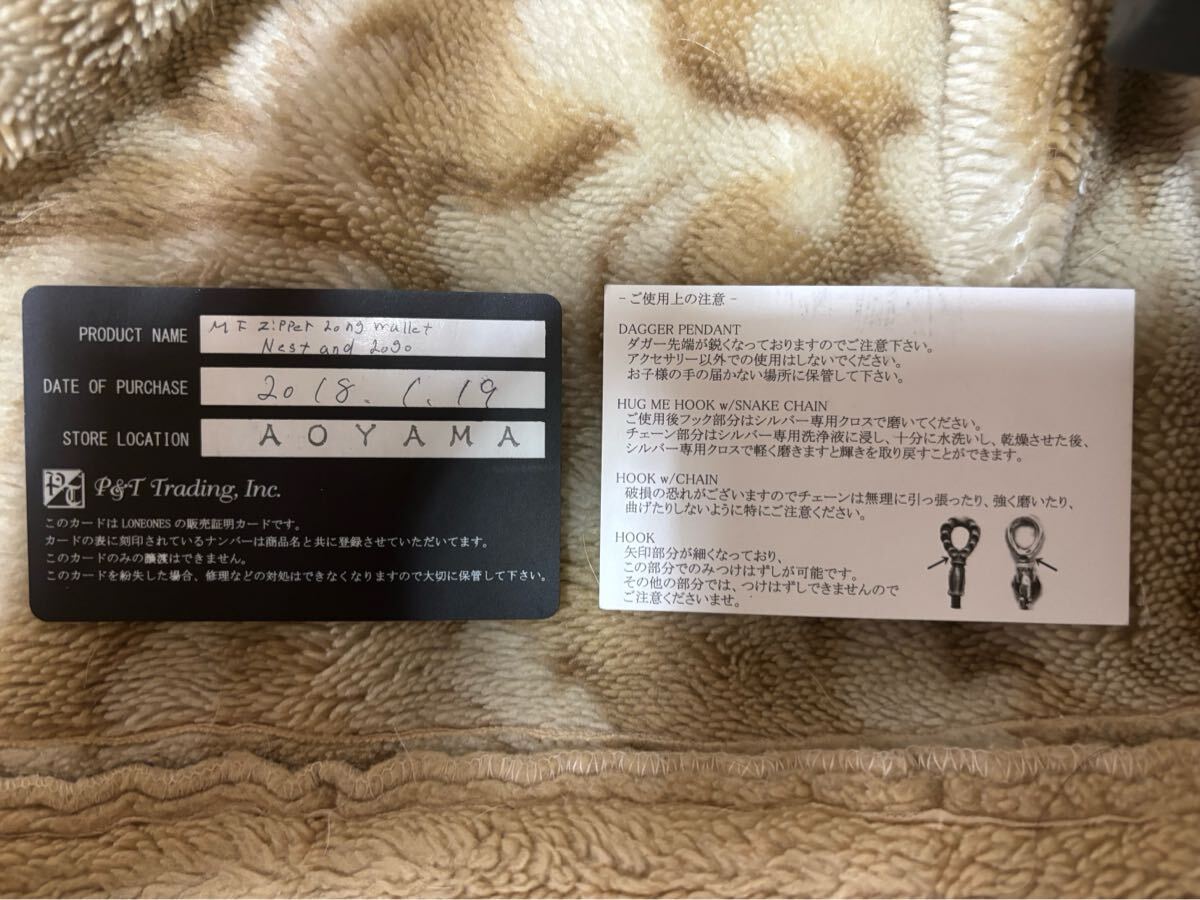 PRODUCT NAME
MF zipper Long wallet
Nest and Logo
DATE OF PURCHASE
2018. 1. 19
STORE LOCATION
AOYAMA
P&T Trading, Inc.
このカードは LONEONES の販売証明カードです。
カードの表に刻印されているナンバーは商品名と共に登録させていただいてます。
このカードのみの譲渡はできません。
このカードを紛失した場合、修理などの対処はできなくなりますので大切に保管して下さい。
- ご使用上の注意 -
DAGGER PENDANT
ダガー先端が鋭くなっておりますのでご注意下さい。
アクセサリー以外での使用はしないでください。
お子様の手の届かない場所に保管して下さい。
HUG ME HOOK w/SNAKE CHAIN
ご使用後フック部分はシルバー専用クロスで磨いてください。
チェーン部分はシルバー専用洗浄液に浸し、十分に水洗いし、乾燥させた後、
シルバー専用クロスで軽く磨きますと輝きを取り戻すことができます。
HOOK w/CHAIN
破損の恐れがございますのでチェーンは無理に引っ張ったり、強く磨いたり、
曲げたりしないように特にご注意ください。
HOOK
矢印部分が細くなっており、
この部分でのみつけはずしが可能です。
その他の部分では、つけはずしできませんので
ご注意くださいませ。